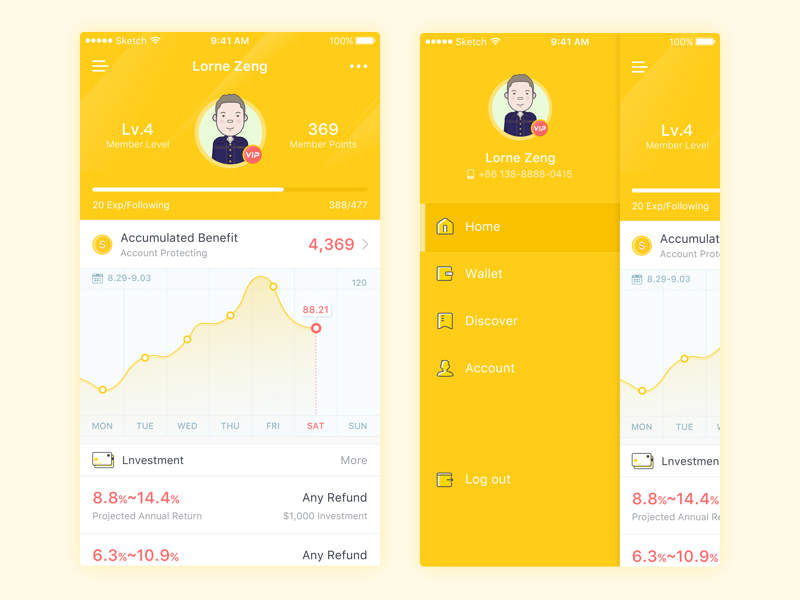 Sketch 9:41 AM 100%
Lorne Zeng
Lv.4
Member Level
VIP
369
Member Points
20 Exp/Following 388/477
Accumulated Benefit
Account Protecting
4,369
8.29-9.03
120
88.21
MON TUE WED THU FRI SAT SUN
Lnvestment More
8.8%~14.4% Any Refund
Projected Annual Return $1,000 Investment
6.3%~10.9% Any Refund
Sketch 9:41 AM 100%
VIP
Lorne Zeng
+86 138-8888-0415
Home
Wallet
Discover
Account
Log out
Lv.4
Member Level
20 Exp/Following
Accumulat
Account Prote
8.29-9.03
MON TUE
Lnvestmen
8.8%~14.4%
Projected Annual Re
6.3%~10.9%